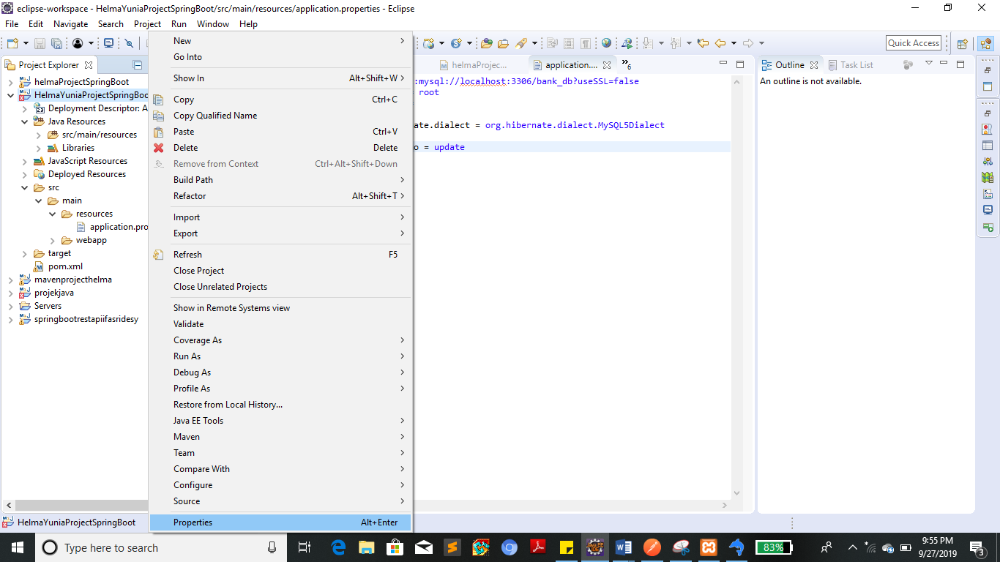 eclipse-workspace - HelmaYuniaProjectSpringBoot/src/main/resources/application.properties - Eclipse
File Edit Navigate Search Project Run Window Help
Quick Access
Project Explorer
helmaProjectSpringBoot
HelmaYuniaProjectSpringBoo
Deployment Descriptor: A
Java Resources
src/main/resources
Libraries
JavaScript Resources
Deployed Resources
src
main
resources
application.pro
webapp
target
pom.xml
mavenprojecthelma
projekjava
Servers
springbootrestapiifasridesy
New
Go Into
Show In Alt+Shift+W
Copy Ctrl+C
Copy Qualified Name
Paste Ctrl+V
Delete Delete
Remove from Context Ctrl+Alt+Shift+Down
Build Path
Refactor Alt+Shift+T
Import
Export
Refresh F5
Close Project
Close Unrelated Projects
Show in Remote Systems view
Validate
Coverage As
Run As
Debug As
Profile As
Restore from Local History...
Java EE Tools
Maven
Team
Compare With
Configure
Source
Properties Alt+Enter
helmaProjec... application.... 6
:mysql://localhost:3306/bank_db?useSSL=false
root
ate.dialect = org.hibernate.dialect.MySQL5Dialect
o = update
Outline Task List
An outline is not available.
HelmaYuniaProjectSpringBoot
Type here to search
83%
9:55 PM
9/27/2019
3